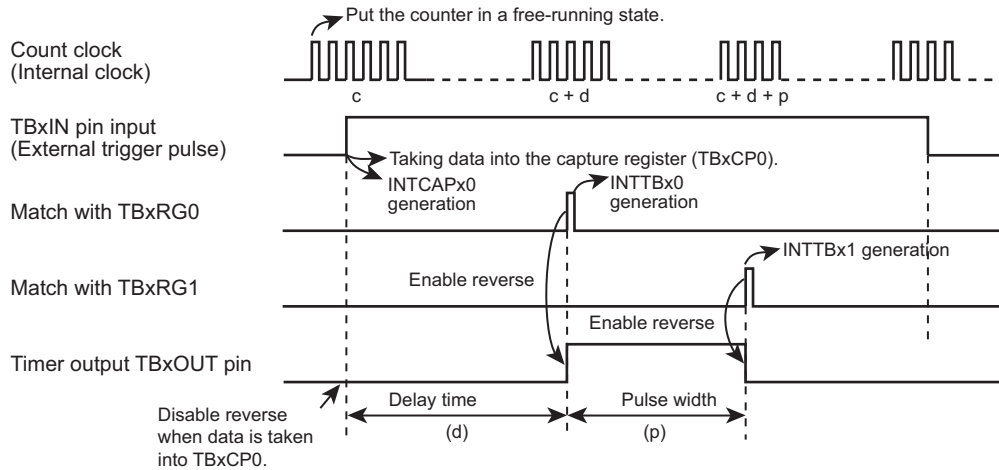 Put the counter in a free-running state.
Count clock
(Internal clock)
c
c + d
c + d + p
TBxIN pin input
(External trigger pulse)
Taking data into the capture register (TBxCP0).
INTCAPx0
generation
INTTBx0
generation
Match with TBxRG0
INTTBx1 generation
Enable reverse
Match with TBxRG1
Enable reverse
Timer output TBxOUT pin
Disable reverse
when data is taken
into TBxCP0.
Delay time
(d)
Pulse width
(p)